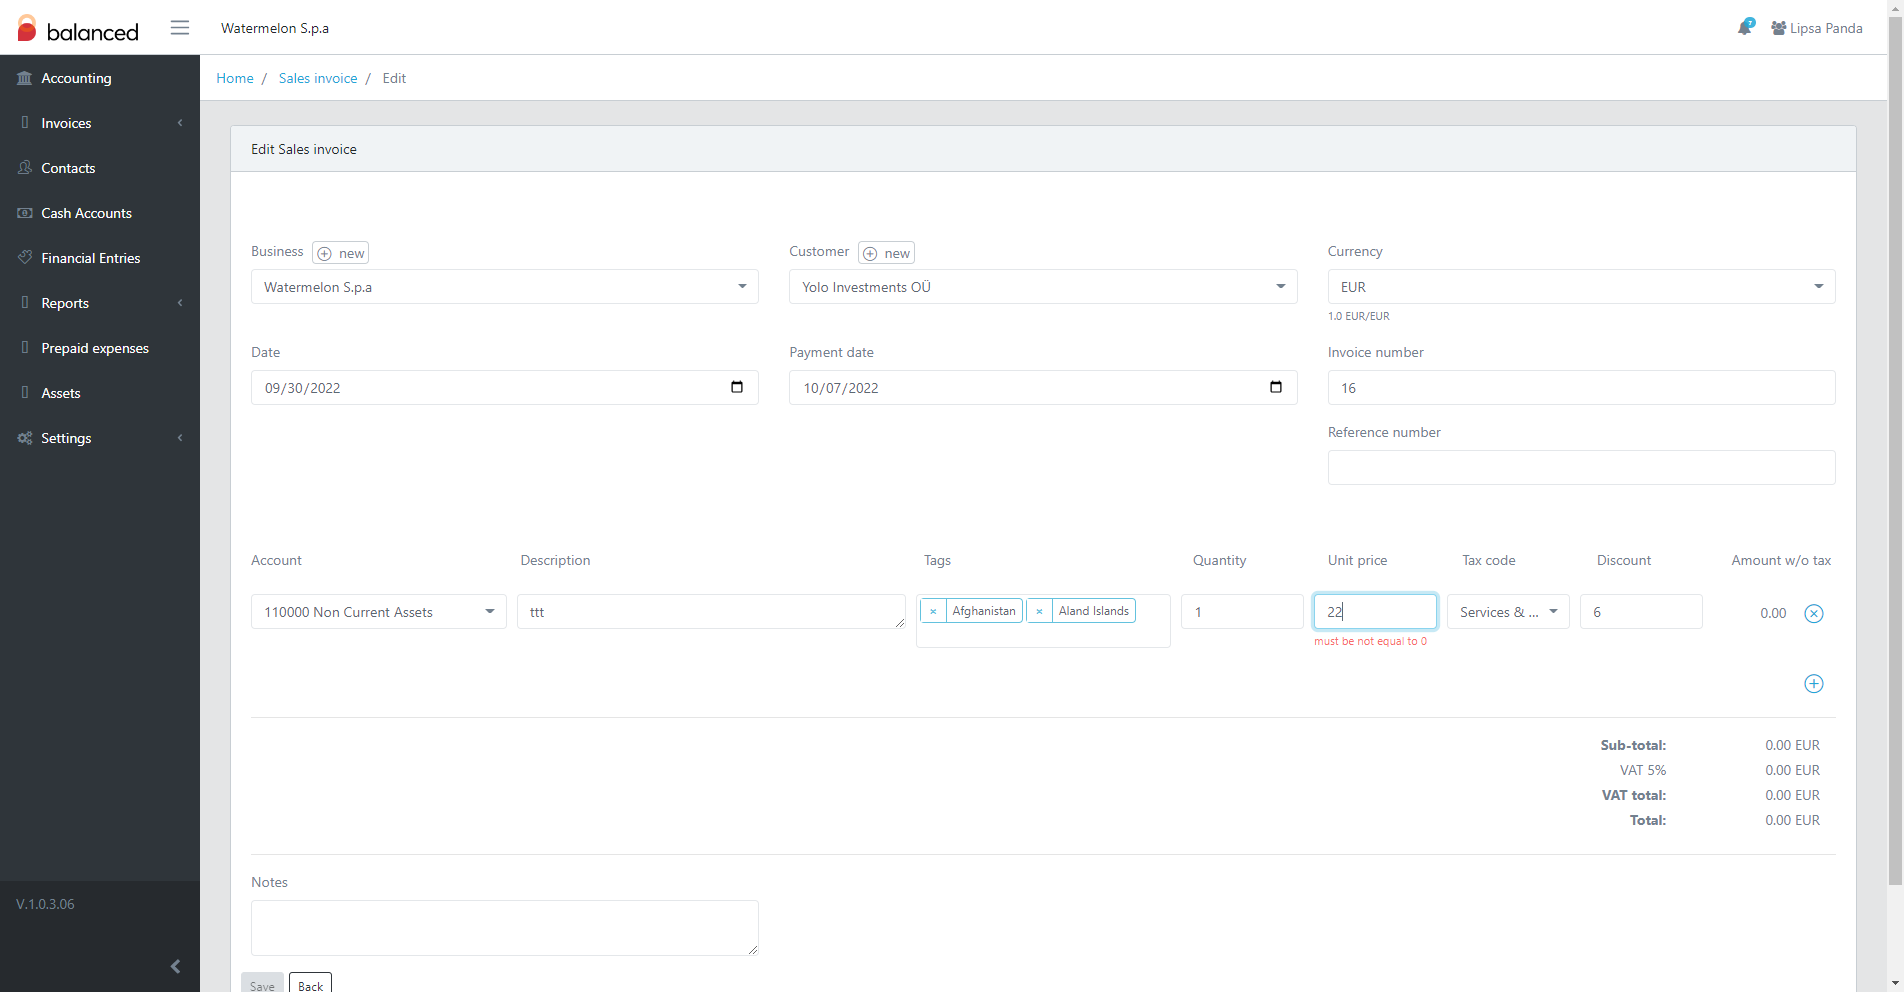 balanced
Watermelon S.p.a
7
Lipsa Panda
Accounting
Invoices
Contacts
Cash Accounts
Financial Entries
Reports
Prepaid expenses
Assets
Settings
V.1.0.3.06
Home / Sales invoice / Edit
Edit Sales invoice
Business new
Customer new
Currency
Watermelon S.p.a
Yolo Investments OÜ
EUR
1.0 EUR/EUR
Date
Payment date
Invoice number
09/30/2022
10/07/2022
16
Reference number
Account Description Tags Quantity Unit price Tax code Discount Amount w/o tax
110000 Non Current Assets ttt × Afghanistan × Aland Islands 1 22 Services & ... 6 0.00
must be not equal to 0
Sub-total: 0.00 EUR
VAT 5% 0.00 EUR
VAT total: 0.00 EUR
Total: 0.00 EUR
Notes
Save Back